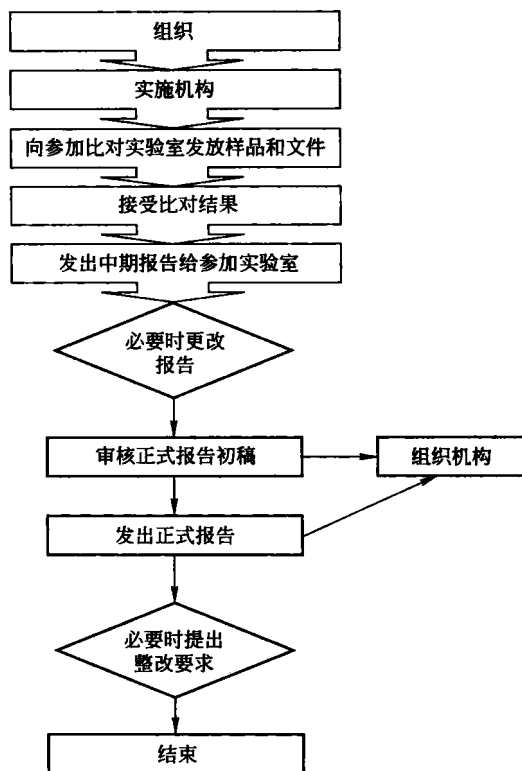 组织
实施机构
向参加比对实验室发放样品和文件
接受比对结果
发出中期报告给参加实验室
必要时更改
报告
审核正式报告初稿
组织机构
发出正式报告
必要时提出
整改要求
结束